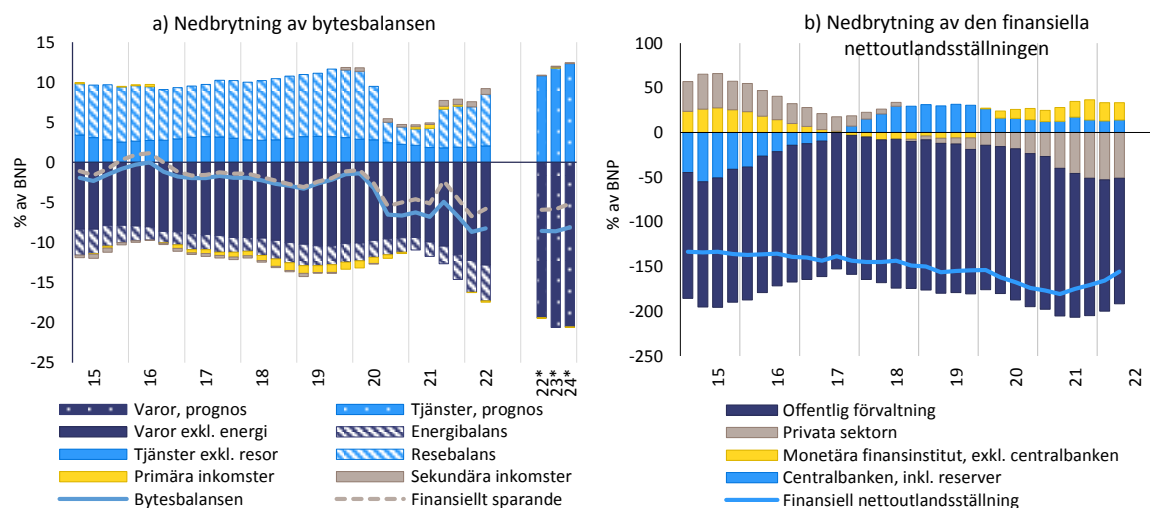 a) Nedbrytning av bytesbalansen
% av BNP
15
10
5
0
-5
-10
-15
-20
-25
15
16
17
18
19
20
21
22
22*
23*
24*
Varor, prognos
Tjänster, prognos
Varor exkl. energi
Energibalans
Tjänster exkl. resor
Resebalans
Primära inkomster
Sekundära inkomster
Bytesbalansen
Finansiellt sparande
b) Nedbrytning av den finansiella
nettoutlandsställningen
% av BNP
100
50
0
-50
-100
-150
-200
-250
15
16
17
18
19
20
21
22
Offentlig förvaltning
Privata sektorn
Monetära finansinstitut, exkl. centralbanken
Centralbanken, inkl. reserver
Finansiell nettoutlandsställning